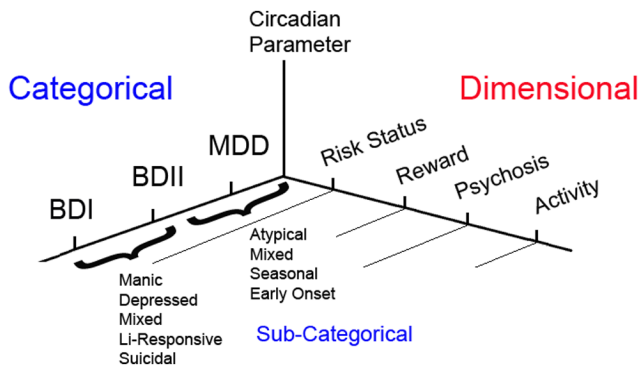 Circadian
Parameter
Categorical
Dimensional
MDD
BDII
BDI
Risk Status
Reward
Psychosis
Activity
Manic
Depressed
Mixed
Li-Responsive
Suicidal
Atypical
Mixed
Seasonal
Early Onset
Sub-Categorical